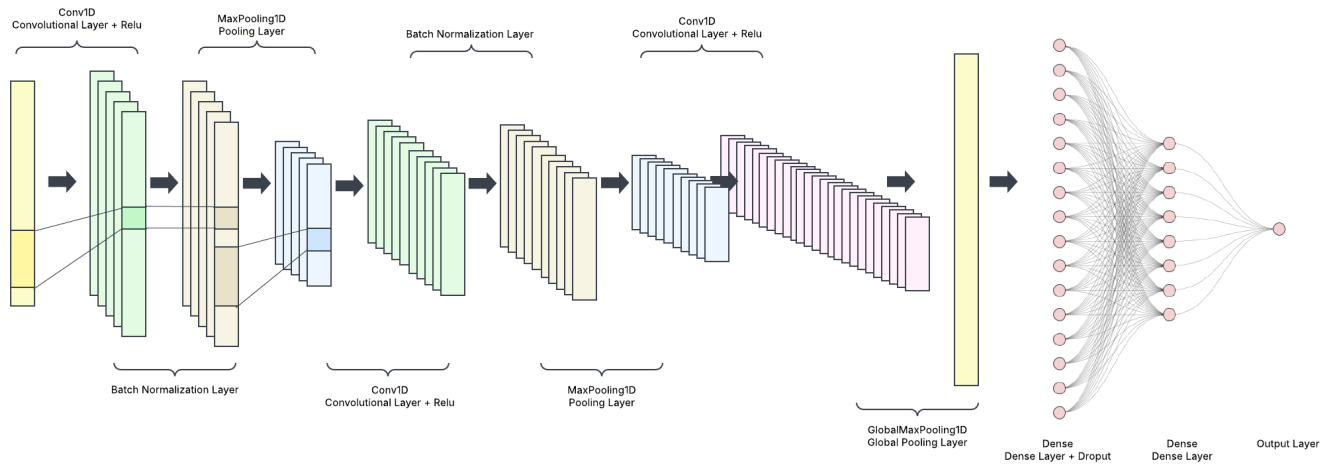 Conv1D
Convolutional Layer + Relu
MaxPooling1D
Pooling Layer
Batch Normalization Layer
Conv1D
Convolutional Layer + Relu
Batch Normalization Layer
Conv1D
Convolutional Layer + Relu
MaxPooling1D
Pooling Layer
GlobalMaxPooling1D
Global Pooling Layer
Dense
Dense Layer + Droput
Dense
Dense Layer
Output Layer